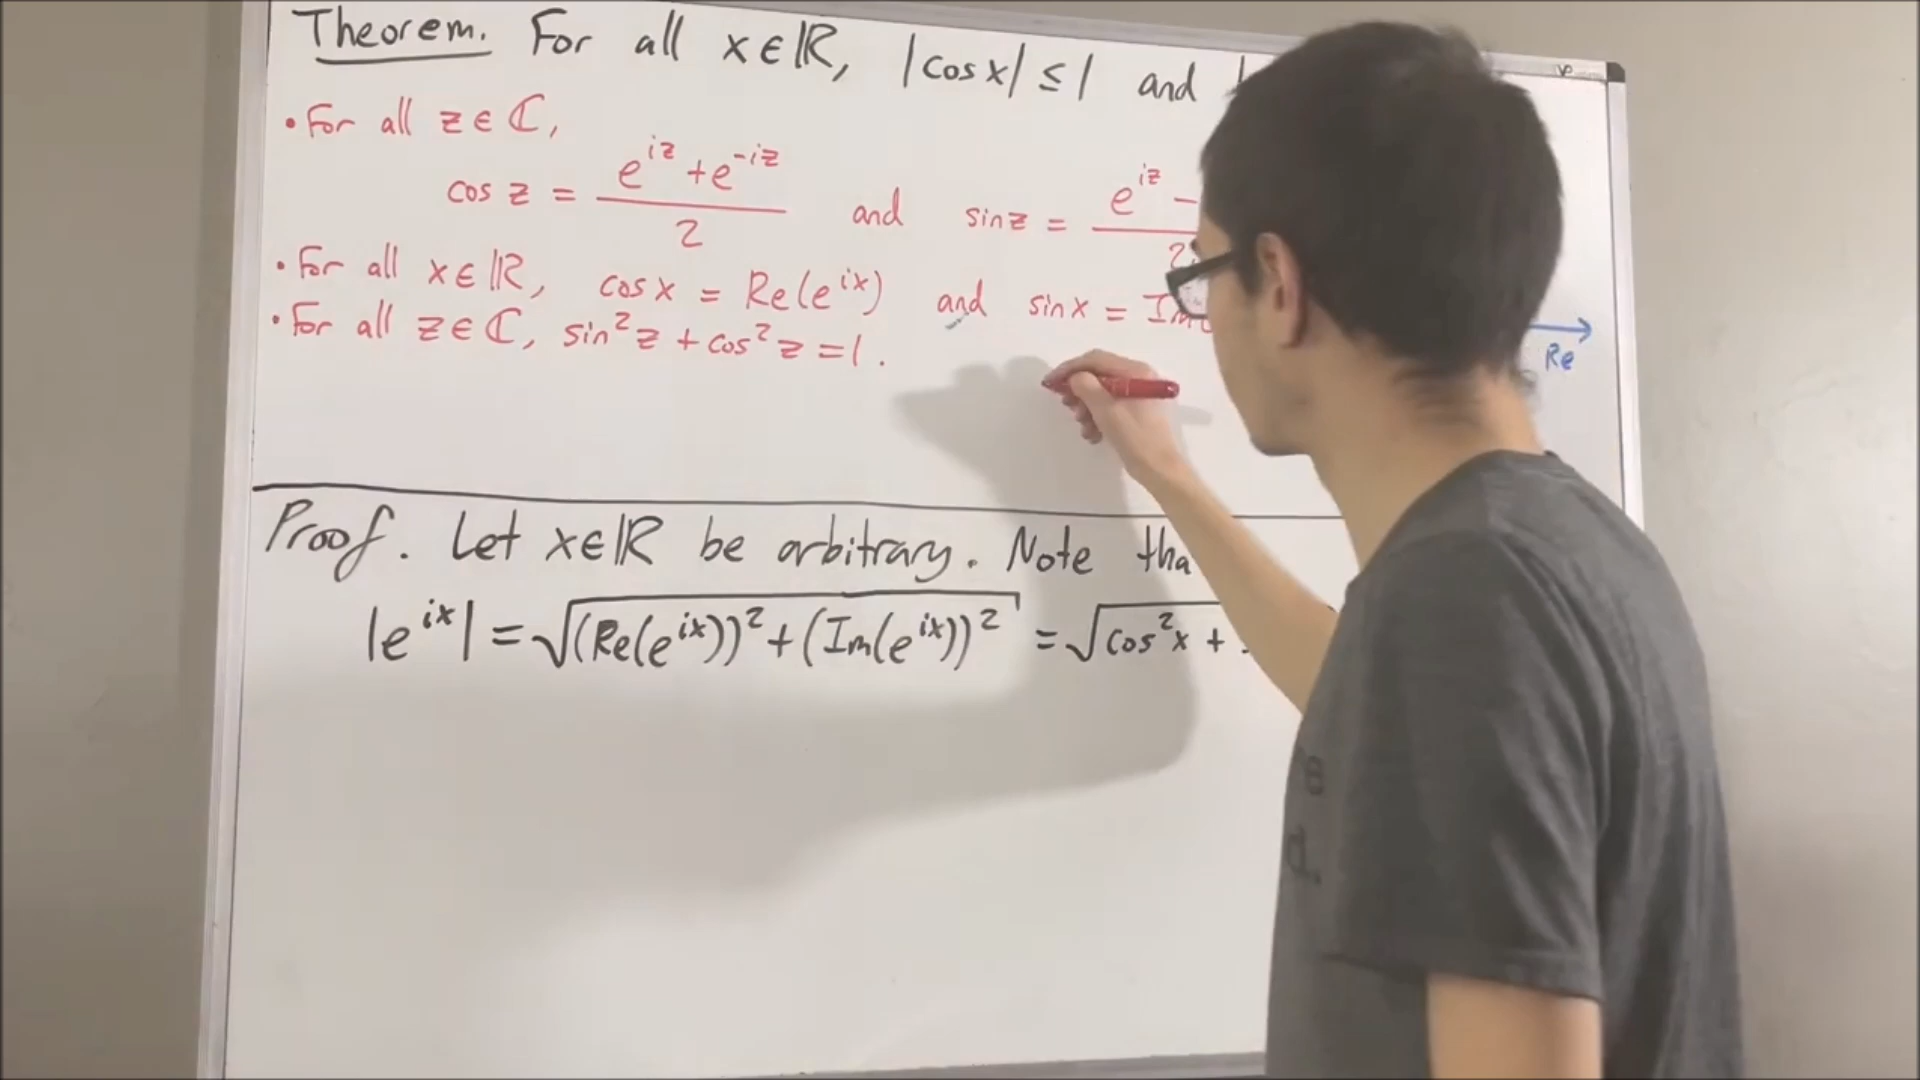 Theorem. For all x∈ℝ, |cos x| ≤ 1 and
• For all z∈ℂ,
cos z = (e^{iz} + e^{-iz})/2 and sin z = e^{iz} -
• For all x∈ℝ, cos x = Re(e^{ix}) and sin x = Im
• For all z∈ℂ, sin²z + cos²z = 1.
Re
Proof. Let x∈ℝ be arbitrary. Note tha
|e^{ix}| = √((Re(e^{ix}))² + (Im(e^{ix}))²) = √cos²x +